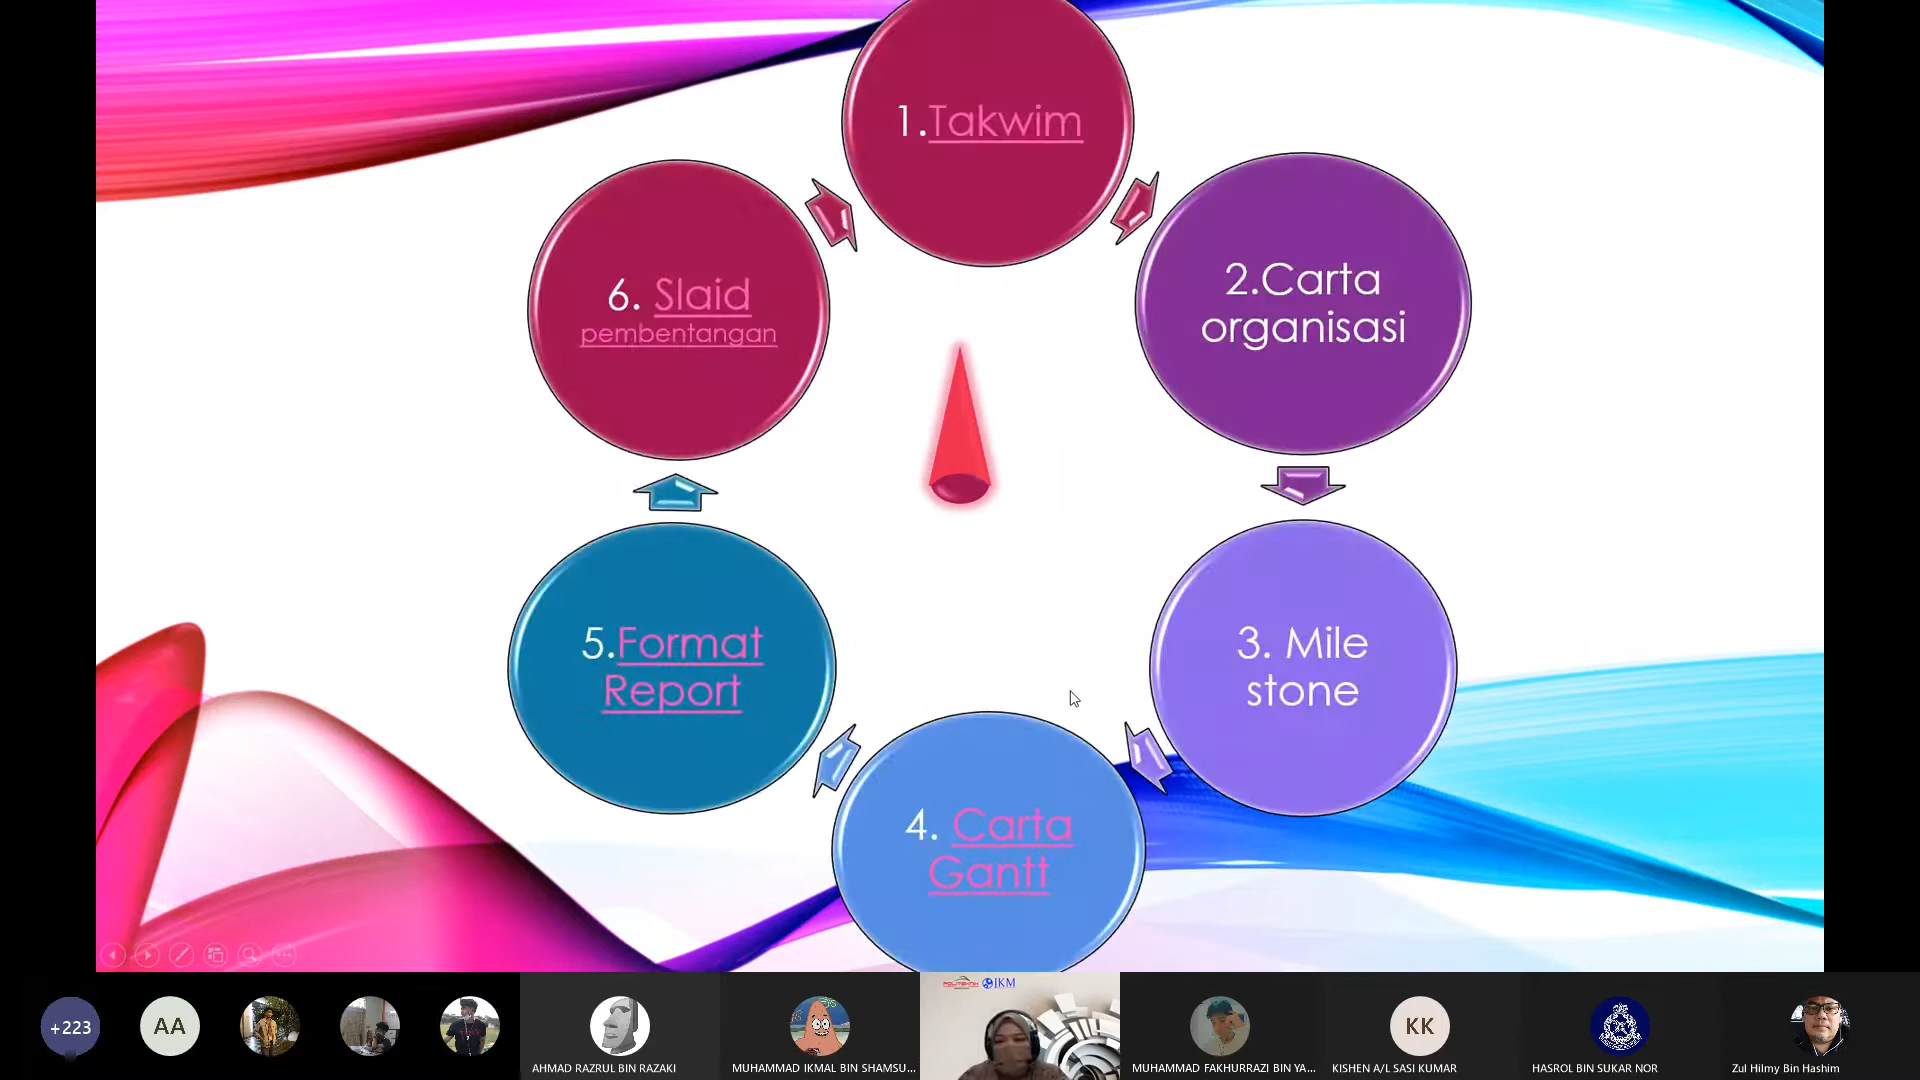 1.Takwim
2.Carta
organisasi
3. Mile
stone
4. Carta
Gantt
5.Format
Report
6. Slaid
pembentangan
+223
AA
AHMAD RAZRUL BIN RAZAKI
MUHAMMAD IKMAL BIN SHAMSU...
POLITEKNIK
JKM
MUHAMMAD FAKHURRAZI BIN YA...
KK
KISHEN A/L SASI KUMAR
HASROL BIN SUKAR NOR
Zul Hilmy Bin Hashim